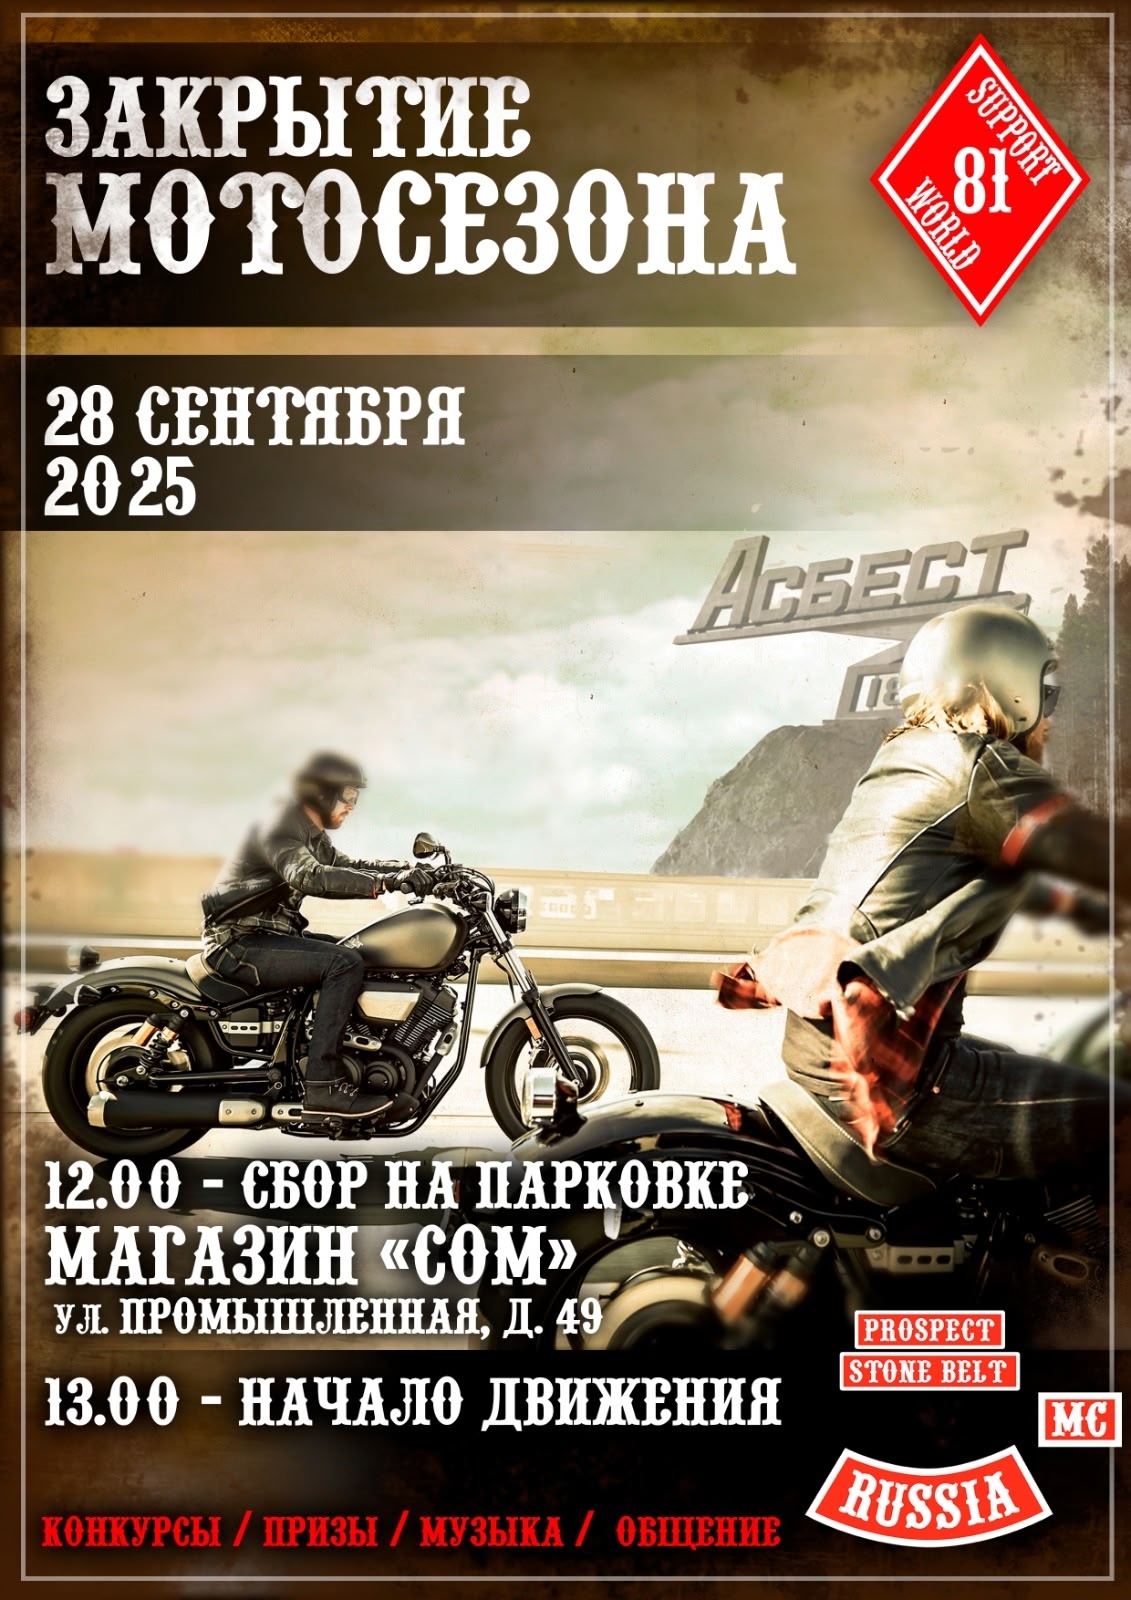 ЗАКРЫТИЕ
МОТОСЕЗОНА
SUPPORT
81
WORLD
28 СЕНТЯБРЯ
2025
АСБЕСТ
12.00 - СБОР НА ПАРКОВКЕ
МАГАЗИН «СОМ»
УЛ. ПРОМЫШЛЕННАЯ, Д. 49
13.00 - НАЧАЛО ДВИЖЕНИЯ
PROSPECT
STONE BELT
MC
RUSSIA
КОНКУРСЫ / ПРИЗЫ / МУЗЫКА / ОБЩЕНИЕ